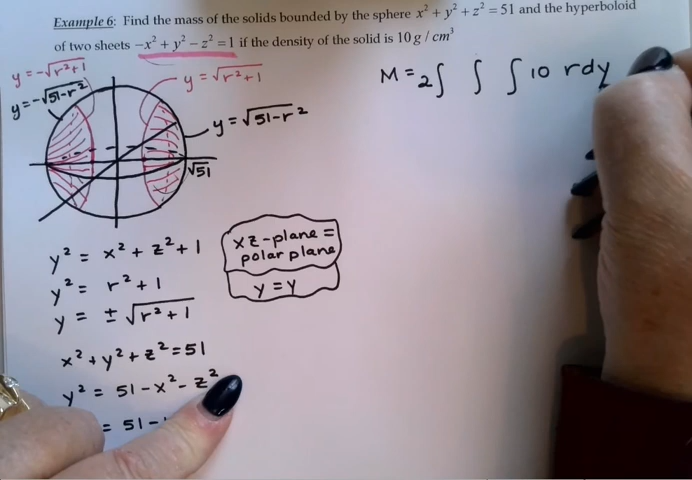 Example 6: Find the mass of the solids bounded by the sphere x² + y² + z² = 51 and the hyperboloid
of two sheets −x² + y² − z² = 1 if the density of the solid is 10 g / cm³
y = −√(r²+1)
y = −√(51−r²)
y = √(r²+1)
y = √(51−r²)
√51
M = 2∫ ∫ ∫ 10 r dy
y² = x² + z² + 1
y² = r² + 1
y = ± √(r² + 1)
x² + y² + z² = 51
y² = 51 − x² − z²
= 51 −
xz-plane =
polar plane
y = y